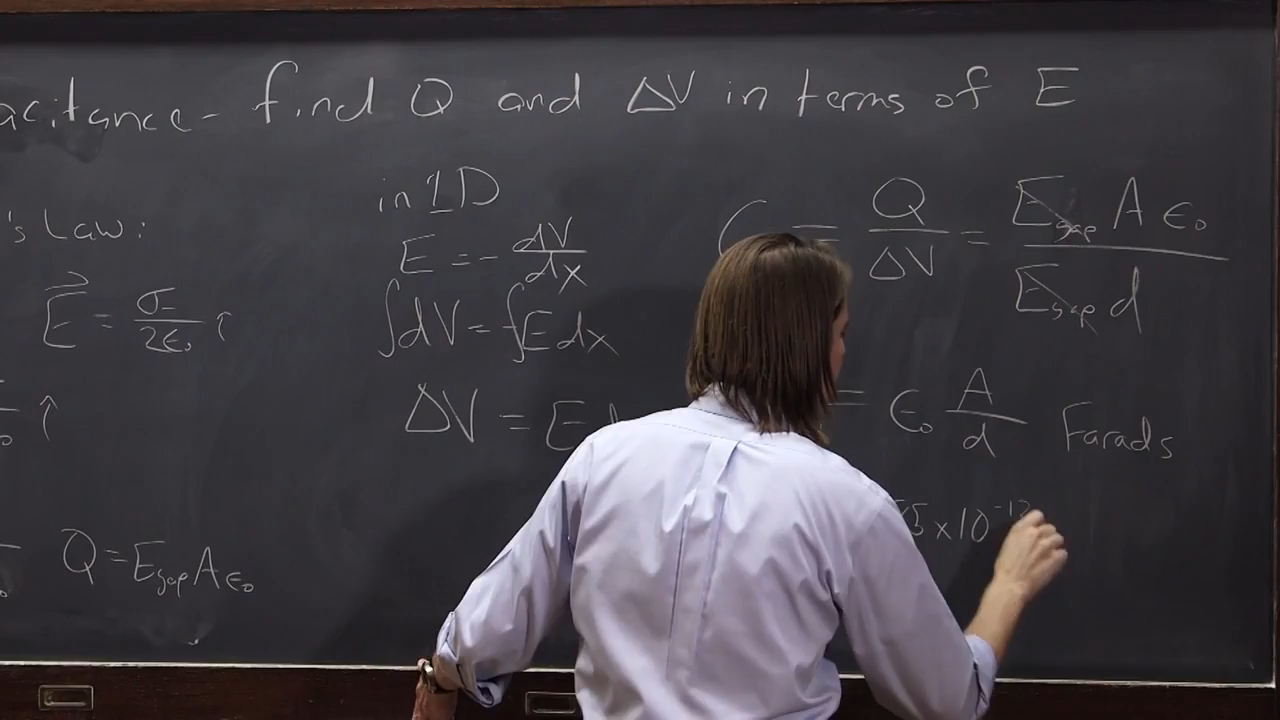 acitance - find Q and ΔV in terms of E
's Law:
E⃗ = σ/2ϵ₀ î
î
Q = E_gap A ϵ₀
in 1D
E = - dV/dx
∫dV = ∫E dx
ΔV = E
C = Q/ΔV = E_gap A ϵ₀ / E_gap d
= ϵ₀ A/d Farads
5 x 10⁻¹²